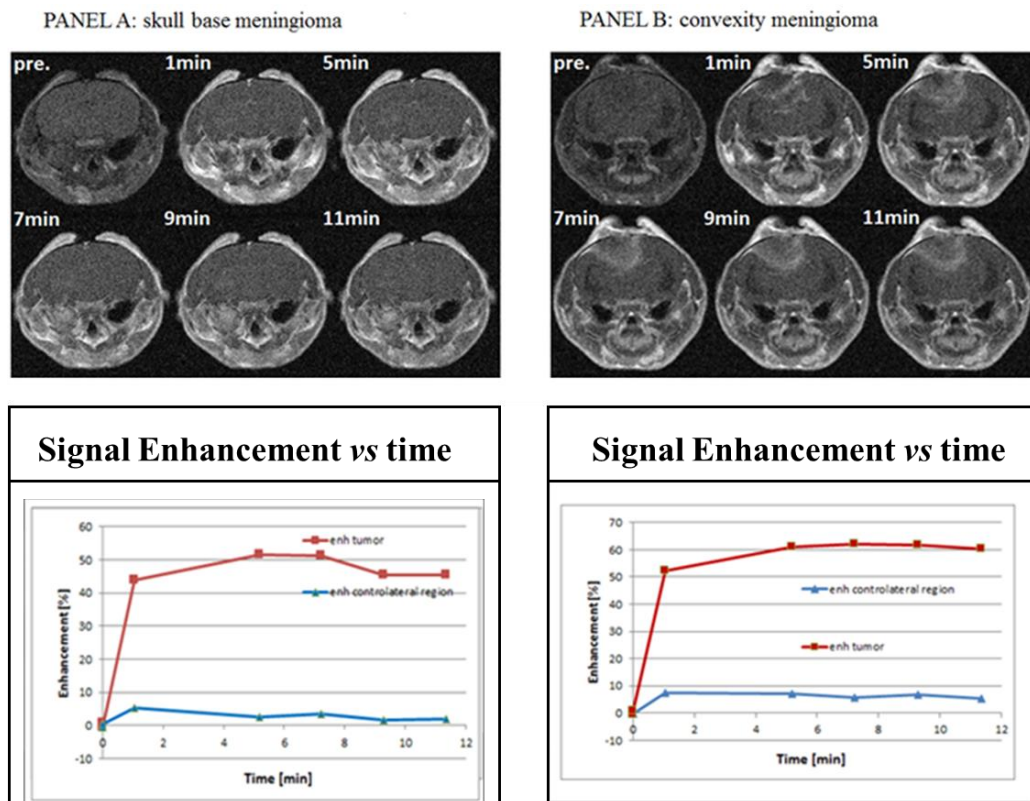 PANEL A: skull base meningioma
pre.
1min
5min
7min
9min
11min
Signal Enhancement vs time
60
50
40
30
20
10
0
-10
Enhancement [%]
enh tumor
enh controlateral region
0 2 4 6 8 10 12
Time [min]
PANEL B: convexity meningioma
pre.
1min
5min
7min
9min
11min
Signal Enhancement vs time
70
60
50
40
30
20
10
0
-10
Enhancement [%]
enh controlateral region
enh tumor
0 2 4 6 8 10 12
Time [min]